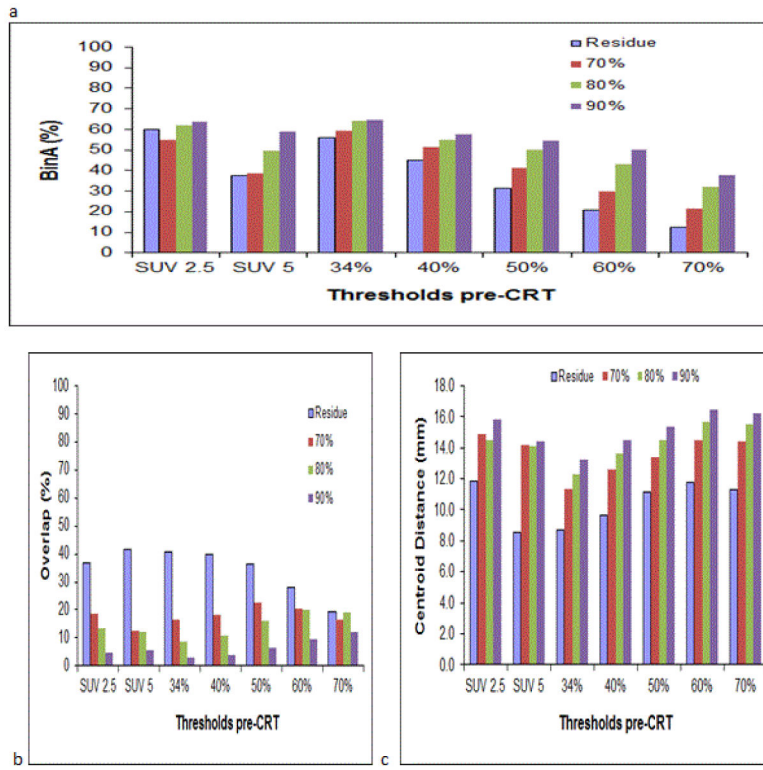 a
100
90
80
70
60
50
40
30
20
10
0
BinA (%)
Residue
70%
80%
90%
SUV 2.5 SUV 5 34% 40% 50% 60% 70%
Thresholds pre-CRT
100
90
80
70
60
50
40
30
20
10
0
Overlap (%)
Residue
70%
80%
90%
SUV 2.5 SUV 5 34% 40% 50% 60% 70%
Thresholds pre-CRT
b
18.0
16.0
14.0
12.0
10.0
8.0
6.0
4.0
2.0
0.0
Centroid Distance (mm)
Residue 70% 80% 90%
SUV 2.5 SUV 5 34% 40% 50% 60% 70%
Thresholds pre-CRT
c